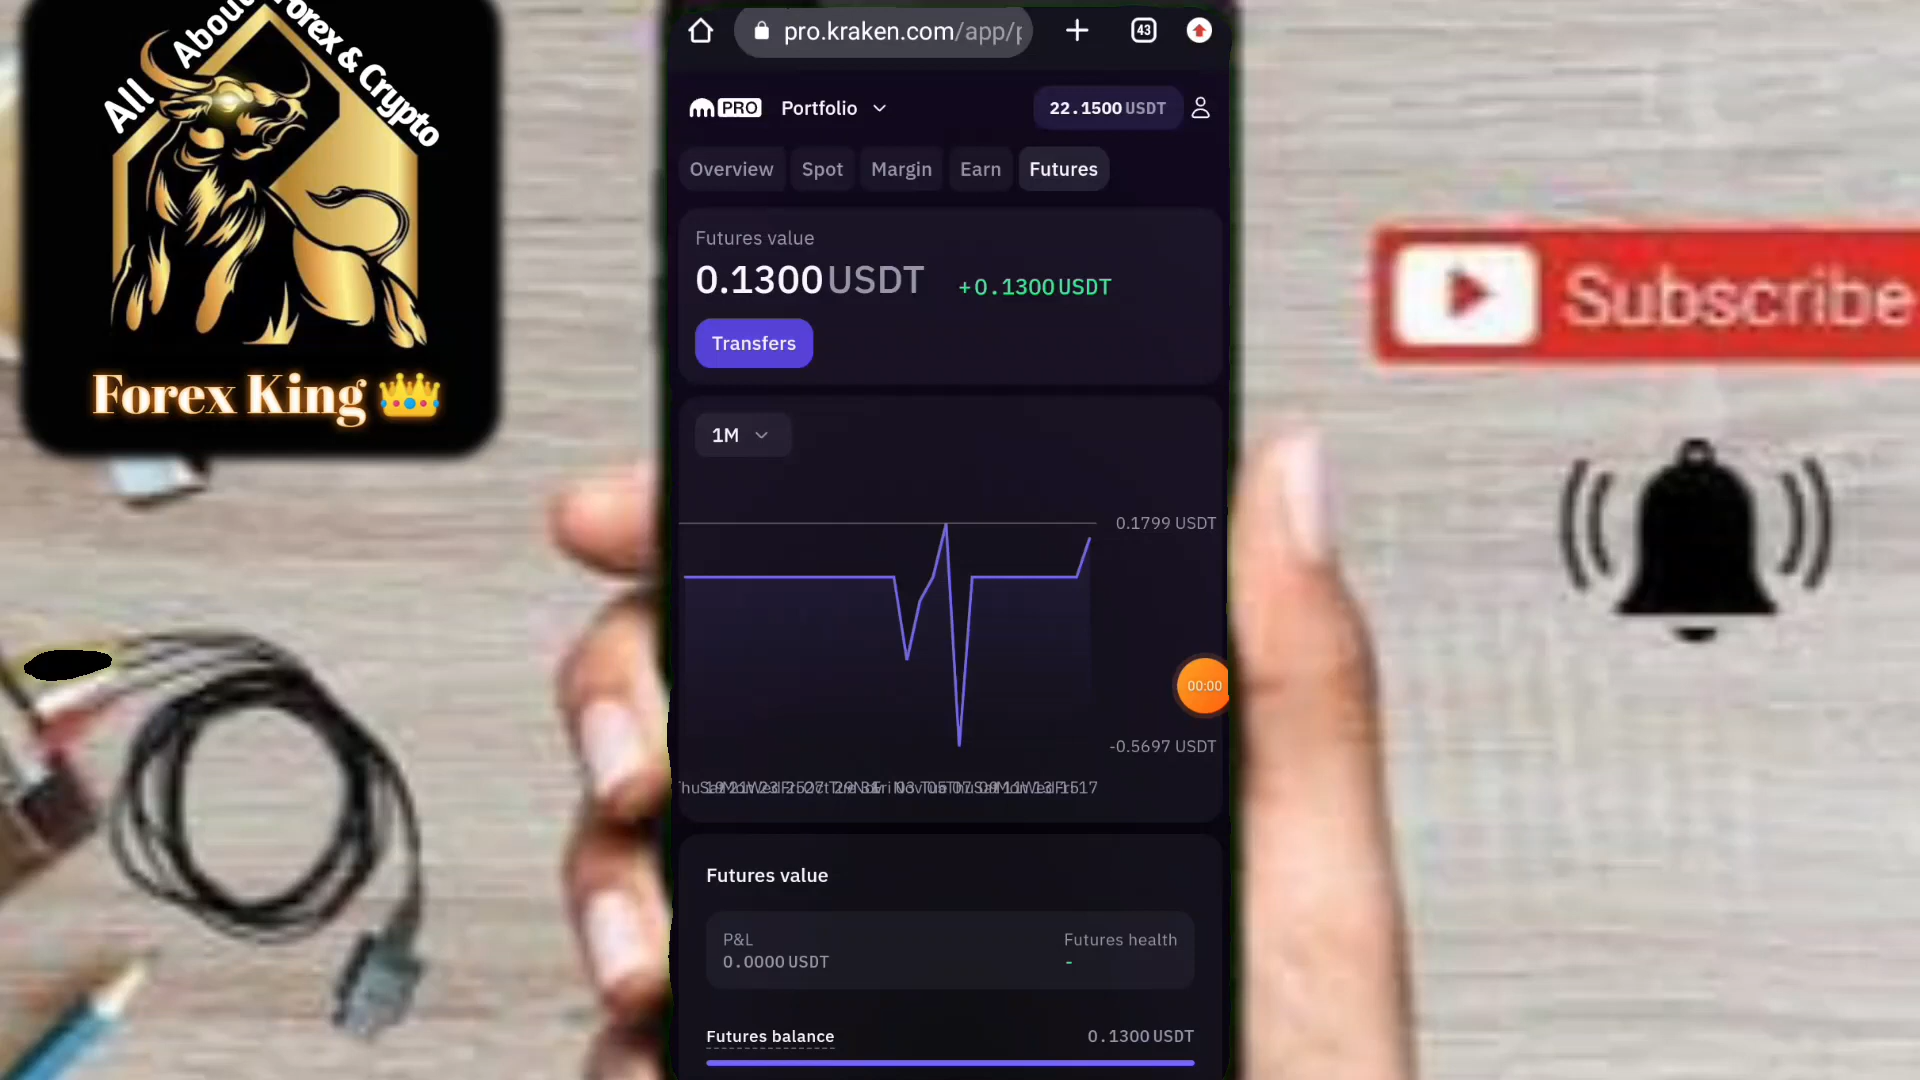 All About Forex & Crypto
Forex King
pro.kraken.com/app/p
43
PRO Portfolio
22.1500 USDT
Overview Spot Margin Earn Futures
Futures value
0.1300 USDT +0.1300 USDT
Transfers
1M
0.1799 USDT
00:00
-0.5697 USDT
Futures value
P&L Futures health
0.0000 USDT -
Futures balance 0.1300 USDT
Subscribe